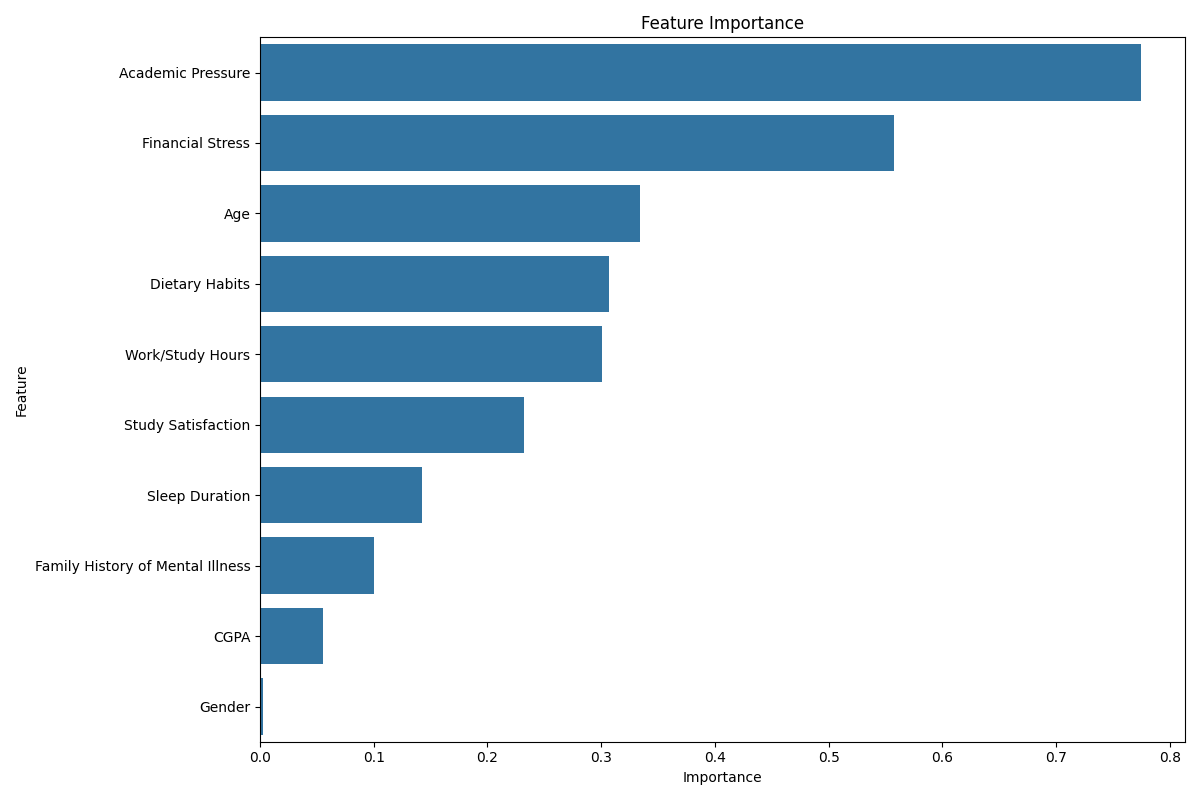 Feature Importance
Feature
Academic Pressure
Financial Stress
Age
Dietary Habits
Work/Study Hours
Study Satisfaction
Sleep Duration
Family History of Mental Illness
CGPA
Gender
0.0 0.1 0.2 0.3 0.4 0.5 0.6 0.7 0.8
Importance